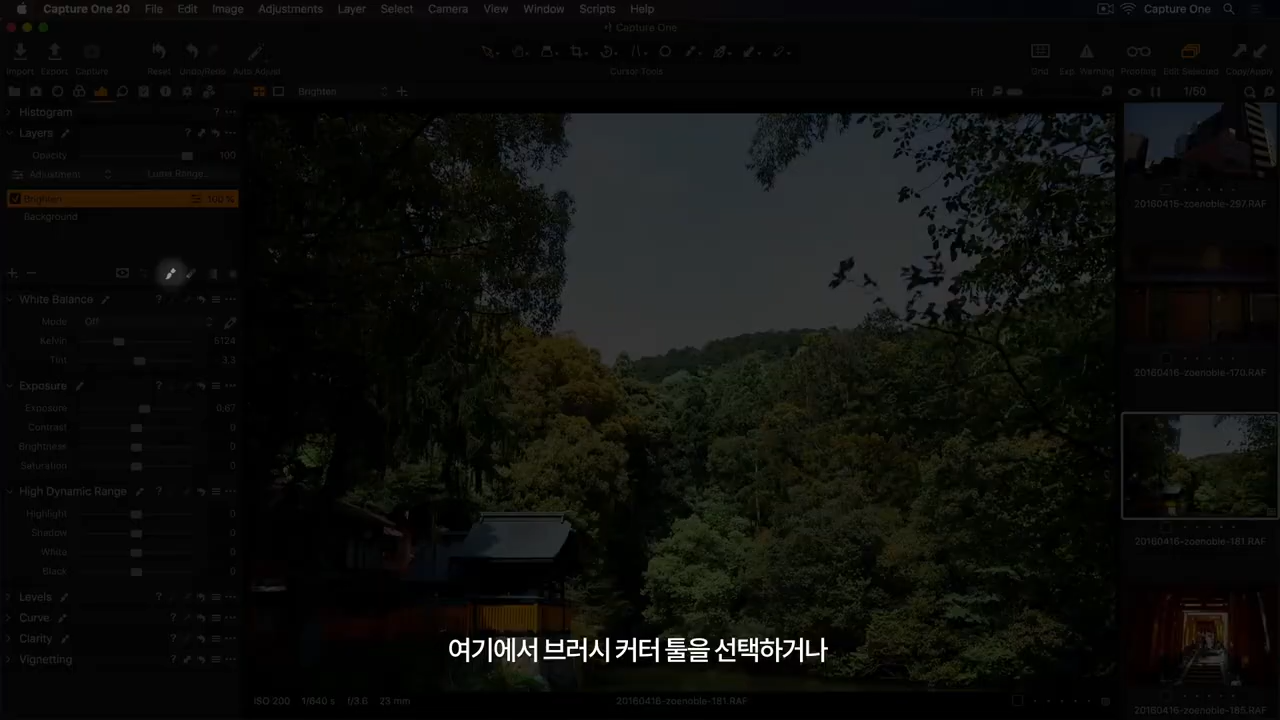 Capture One 20 File Edit Image Adjustments Layer Select Camera View Window Scripts Help Capture One
Capture One
Import Export Capture Reset Undo/Redo Auto Adjust Cursor Tools Grid Exp. Warning Proofing Edit Selected Copy/Apply
Brighten Fit 1/50
Histogram
Layers
Opacity 100
Adjustment Luma Range...
Brighten 100 %
Background
White Balance
Mode Off
Kelvin 5124
Tint 3.3
Exposure
Exposure 0.67
Contrast 0
Brightness 0
Saturation 0
High Dynamic Range
Highlight 0
Shadow 0
White 0
Black 0
Levels
Curve
Clarity
Vignetting
20160415-zoenoble-297.RAF
20160416-zoenoble-170.RAF
20160416-zoenoble-181.RAF
20160416-zoenoble-185.RAF
여기에서 브러시 커터 툴을 선택하거나
ISO 200 1/640 s f/3.6 23 mm 20160416-zoenoble-181.RAF